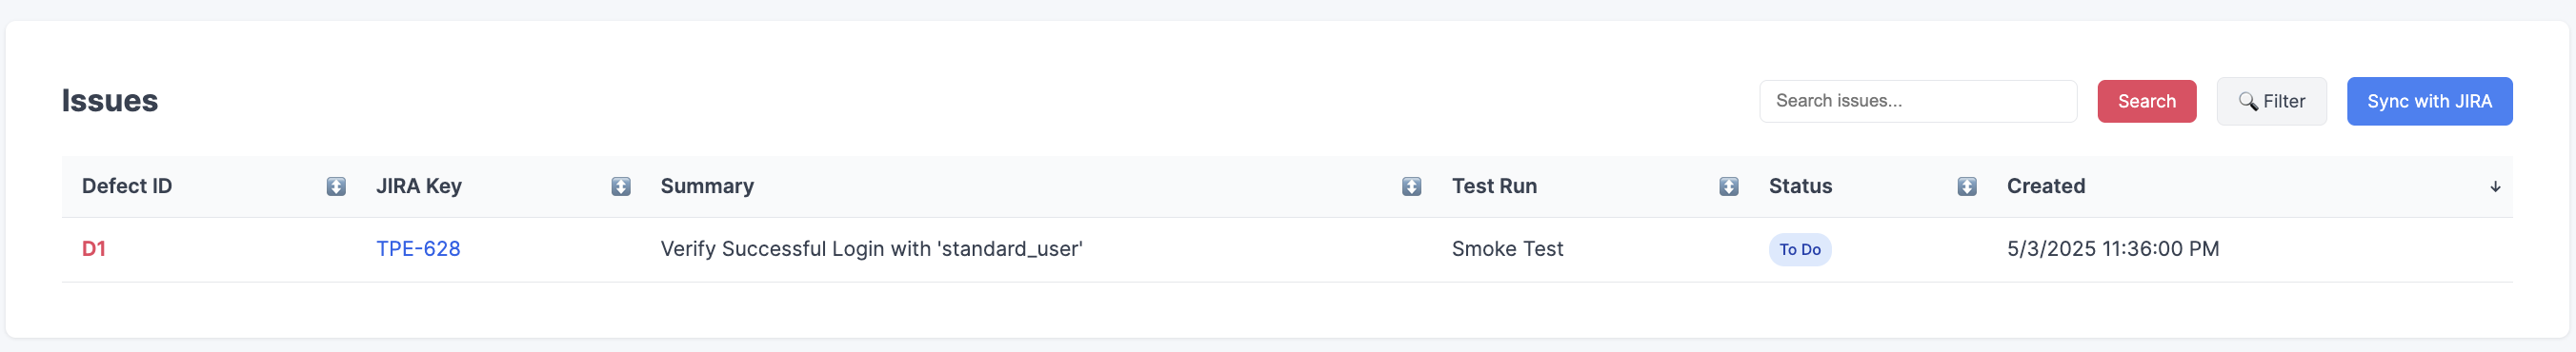 Issues
Search issues...
Search
Filter
Sync with JIRA
Defect ID JIRA Key Summary Test Run Status Created
D1 TPE-628 Verify Successful Login with 'standard_user' Smoke Test To Do 5/3/2025 11:36:00 PM